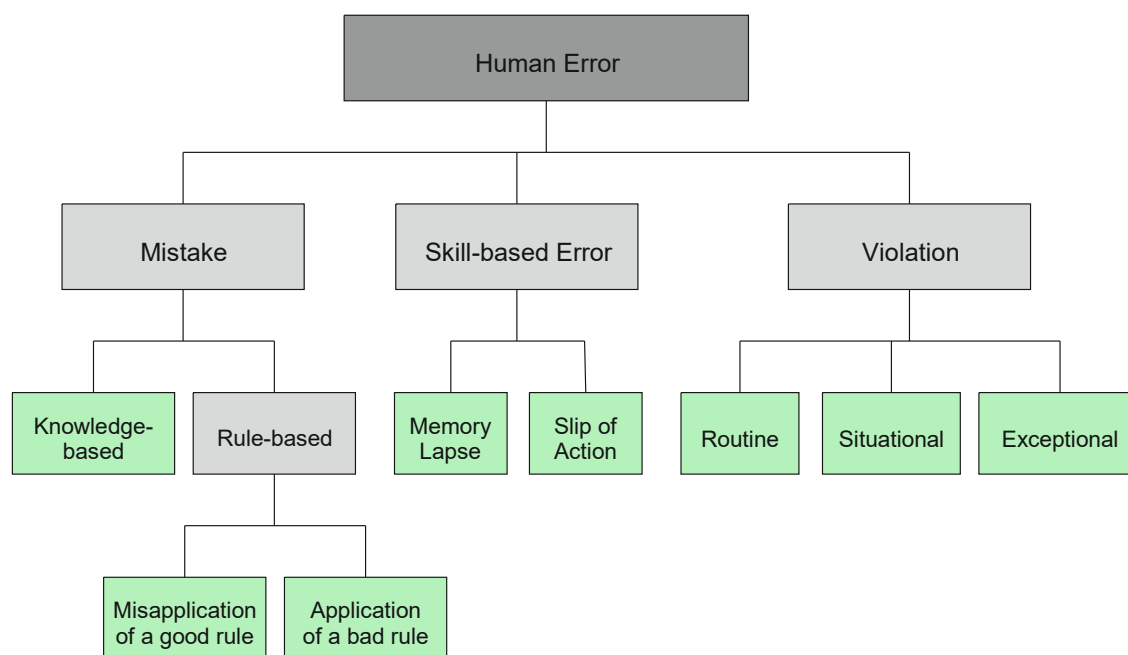 Human Error
Mistake
Skill-based Error
Violation
Knowledge-
based
Rule-based
Memory
Lapse
Slip of
Action
Routine
Situational
Exceptional
Misapplication
of a good rule
Application
of a bad rule